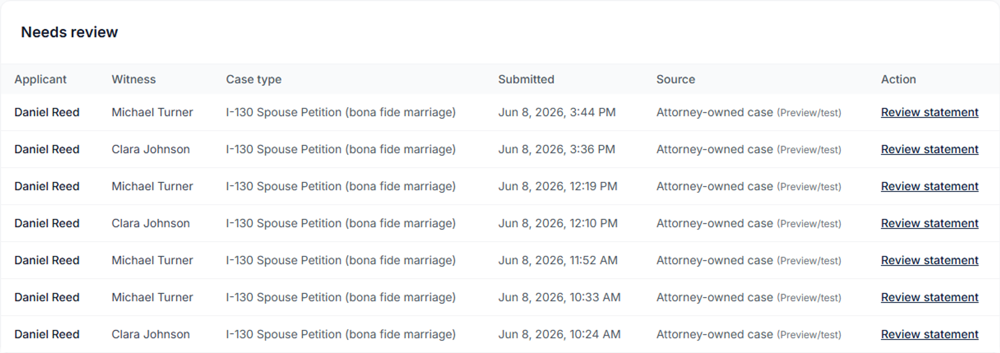 Needs review
Applicant Witness Case type Submitted Source Action
Daniel Reed Michael Turner I-130 Spouse Petition (bona fide marriage) Jun 8, 2026, 3:44 PM Attorney-owned case (Preview/test) Review statement
Daniel Reed Clara Johnson I-130 Spouse Petition (bona fide marriage) Jun 8, 2026, 3:36 PM Attorney-owned case (Preview/test) Review statement
Daniel Reed Michael Turner I-130 Spouse Petition (bona fide marriage) Jun 8, 2026, 12:19 PM Attorney-owned case (Preview/test) Review statement
Daniel Reed Clara Johnson I-130 Spouse Petition (bona fide marriage) Jun 8, 2026, 12:10 PM Attorney-owned case (Preview/test) Review statement
Daniel Reed Michael Turner I-130 Spouse Petition (bona fide marriage) Jun 8, 2026, 11:52 AM Attorney-owned case (Preview/test) Review statement
Daniel Reed Michael Turner I-130 Spouse Petition (bona fide marriage) Jun 8, 2026, 10:33 AM Attorney-owned case (Preview/test) Review statement
Daniel Reed Clara Johnson I-130 Spouse Petition (bona fide marriage) Jun 8, 2026, 10:24 AM Attorney-owned case (Preview/test) Review statement